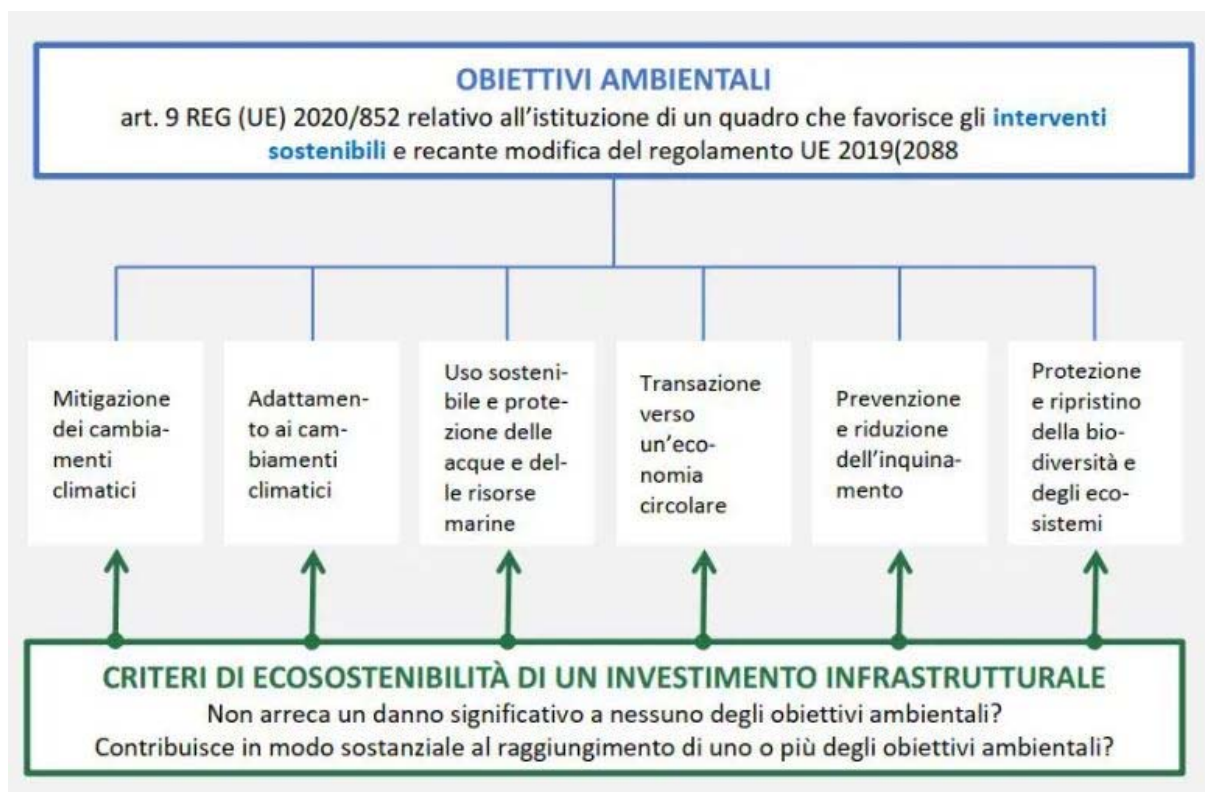 OBIETTIVI AMBIENTALI
art. 9 REG (UE) 2020/852 relativo all'istituzione di un quadro che favorisce gli interventi
sostenibili e recante modifica del regolamento UE 2019(2088
Mitigazione
dei cambia-
menti
climatici
Adattamen-
to ai cam-
biamenti
climatici
Uso sosteni-
bile e prote-
zione delle
acque e del-
le risorse
marine
Transazione
verso
un'eco-
nomia
circolare
Prevenzione
e riduzione
dell'inquina-
mento
Protezione
e ripristino
della bio-
diversità e
degli eco-
sistemi
CRITERI DI ECOSOSTENIBILITÀ DI UN INVESTIMENTO INFRASTRUTTURALE
Non arreca un danno significativo a nessuno degli obiettivi ambientali?
Contribuisce in modo sostanziale al raggiungimento di uno o più degli obiettivi ambientali?